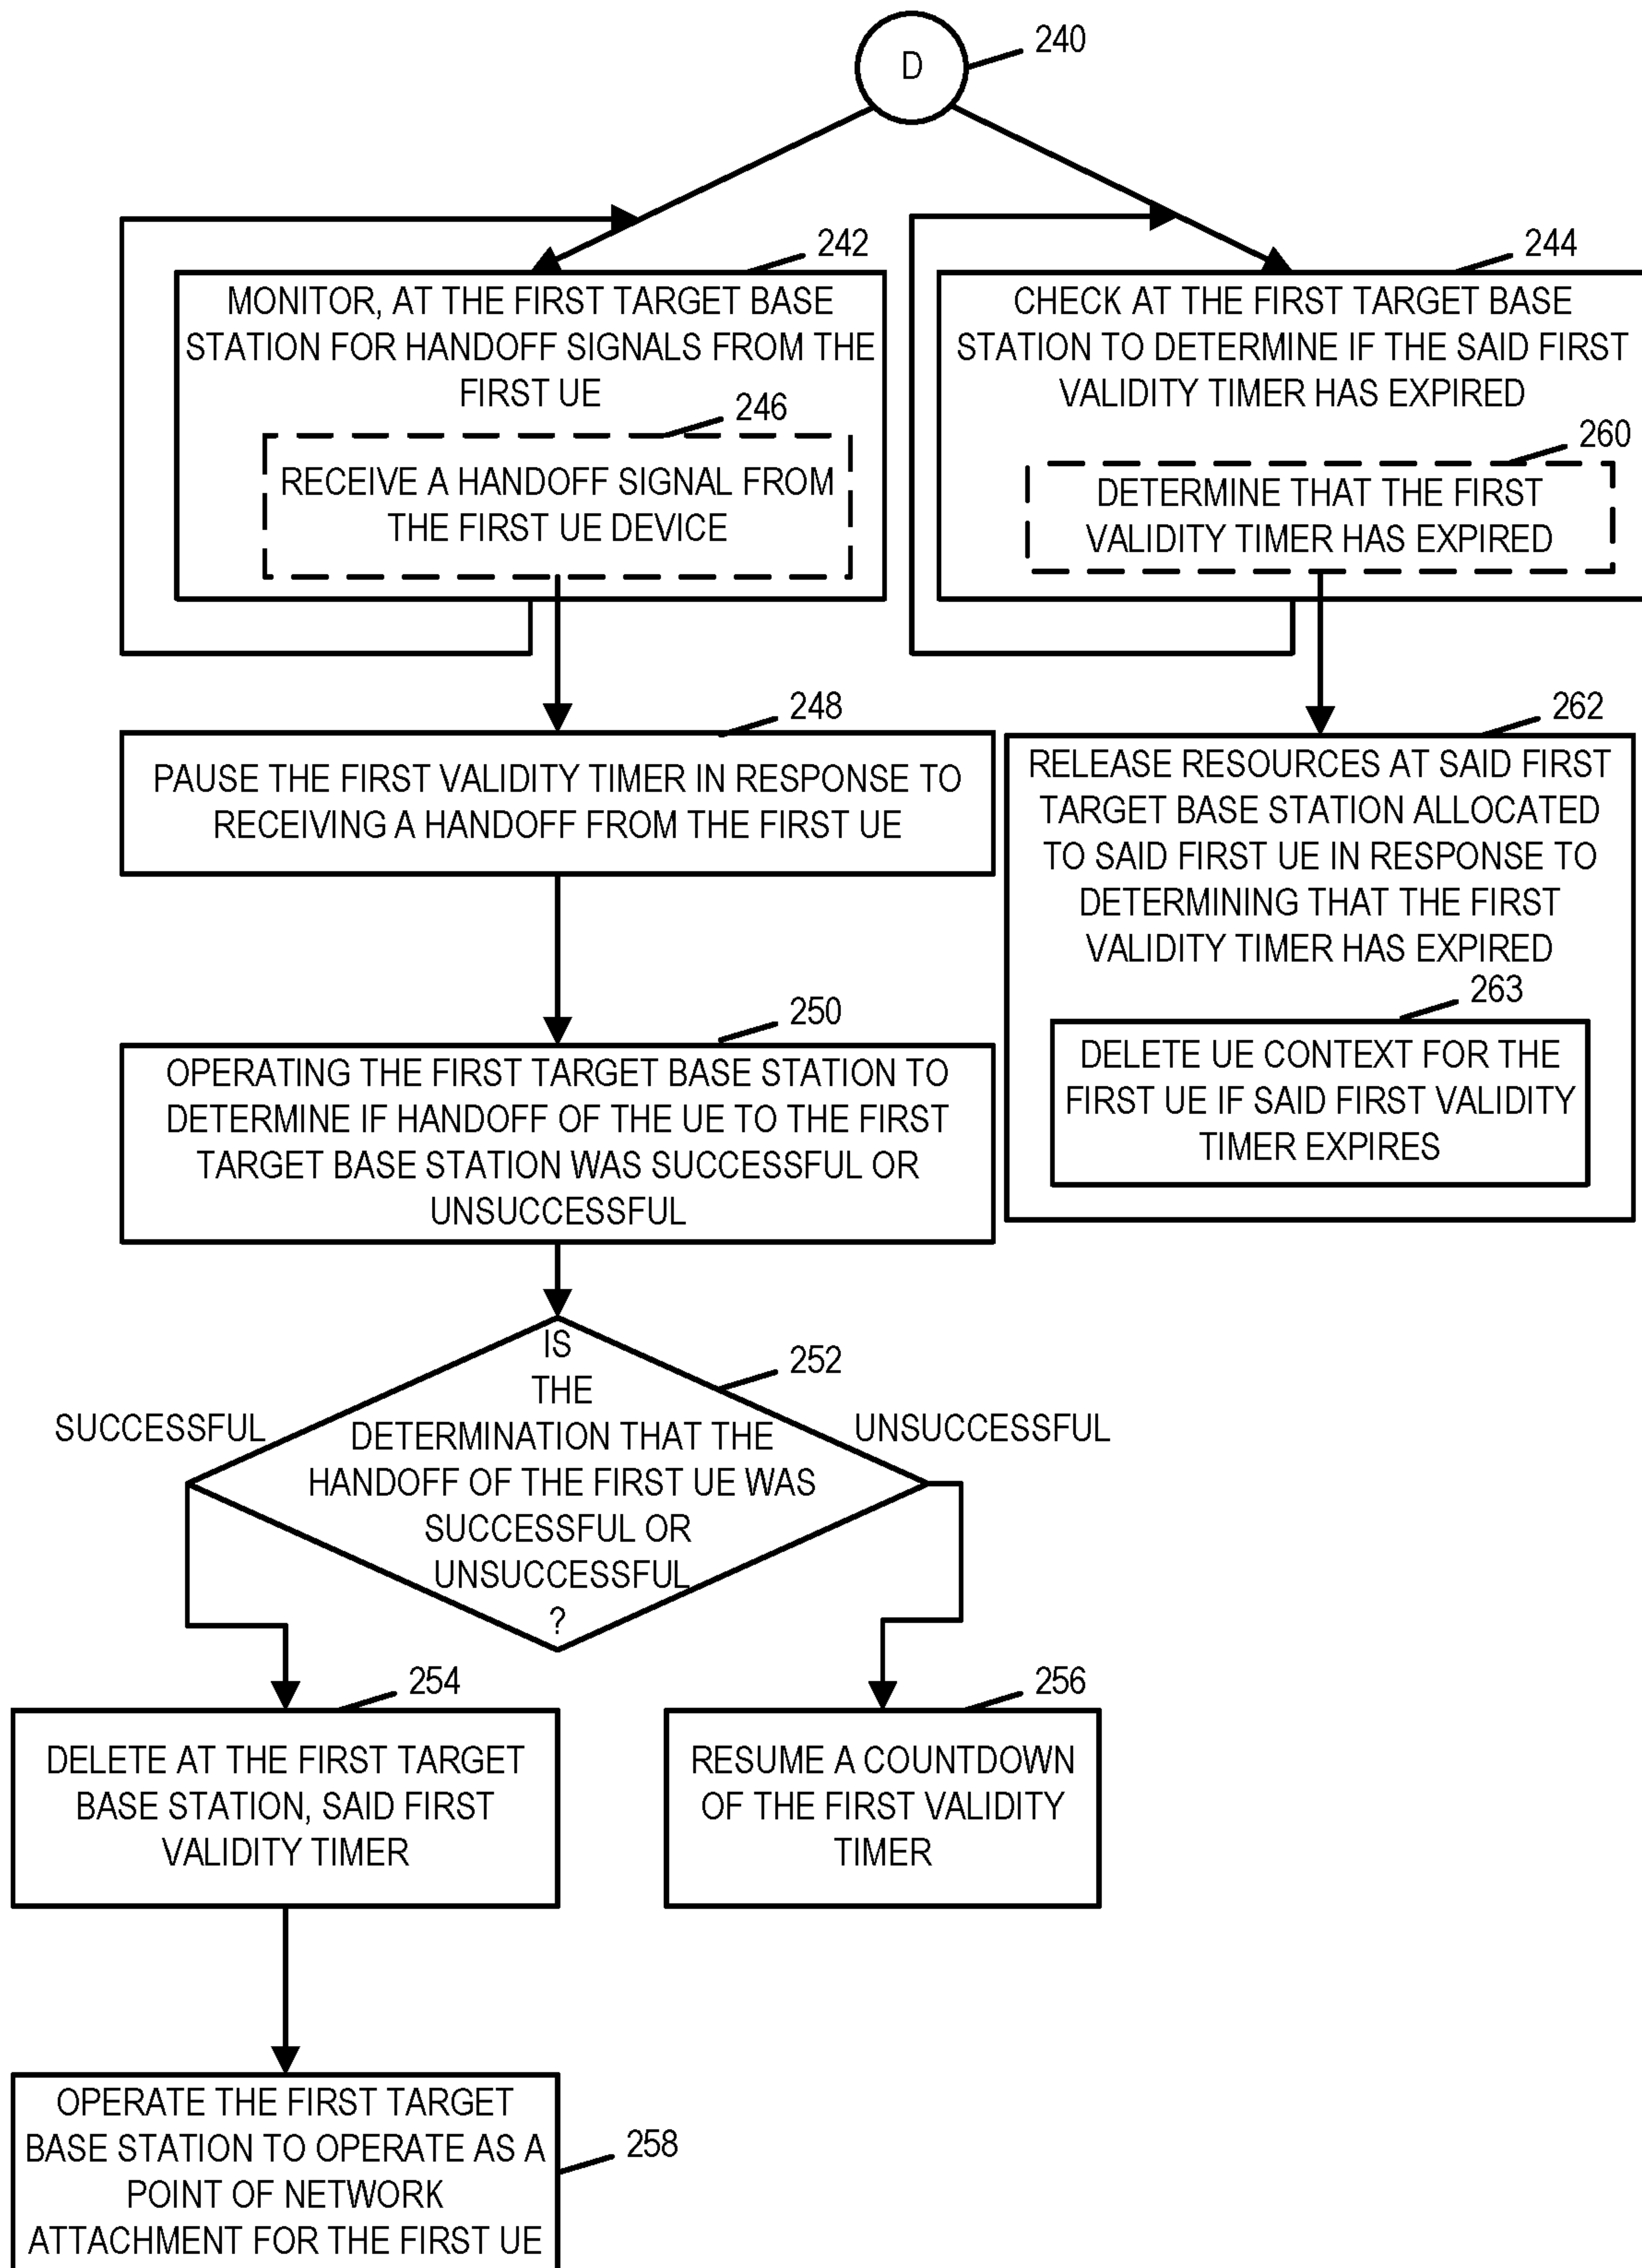 D
240
242
MONITOR, AT THE FIRST TARGET BASE
STATION FOR HANDOFF SIGNALS FROM THE
FIRST UE
246
RECEIVE A HANDOFF SIGNAL FROM
THE FIRST UE DEVICE
244
CHECK AT THE FIRST TARGET BASE
STATION TO DETERMINE IF THE SAID FIRST
VALIDITY TIMER HAS EXPIRED
260
DETERMINE THAT THE FIRST
VALIDITY TIMER HAS EXPIRED
248
PAUSE THE FIRST VALIDITY TIMER IN RESPONSE TO
RECEIVING A HANDOFF FROM THE FIRST UE
262
RELEASE RESOURCES AT SAID FIRST
TARGET BASE STATION ALLOCATED
TO SAID FIRST UE IN RESPONSE TO
DETERMINING THAT THE FIRST
VALIDITY TIMER HAS EXPIRED
263
DELETE UE CONTEXT FOR THE
FIRST UE IF SAID FIRST VALIDITY
TIMER EXPIRES
250
OPERATING THE FIRST TARGET BASE STATION TO
DETERMINE IF HANDOFF OF THE UE TO THE FIRST
TARGET BASE STATION WAS SUCCESSFUL OR
UNSUCCESSFUL
252
IS
THE
DETERMINATION THAT THE
HANDOFF OF THE FIRST UE WAS
SUCCESSFUL OR
UNSUCCESSFUL
?
SUCCESSFUL
UNSUCCESSFUL
254
DELETE AT THE FIRST TARGET
BASE STATION, SAID FIRST
VALIDITY TIMER
256
RESUME A COUNTDOWN
OF THE FIRST VALIDITY
TIMER
OPERATE THE FIRST TARGET
BASE STATION TO OPERATE AS A
POINT OF NETWORK
ATTACHMENT FOR THE FIRST UE
258